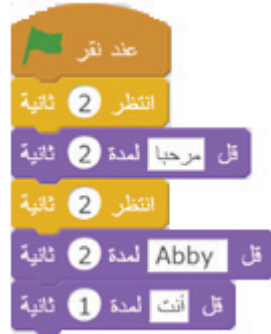 عند نقر
انتظر 2 ثانية
قل مرحبا لمدة 2 ثانية
انتظر 2 ثانية
قل Abby لمدة 2 ثانية
قل أنت لمدة 1 ثانية